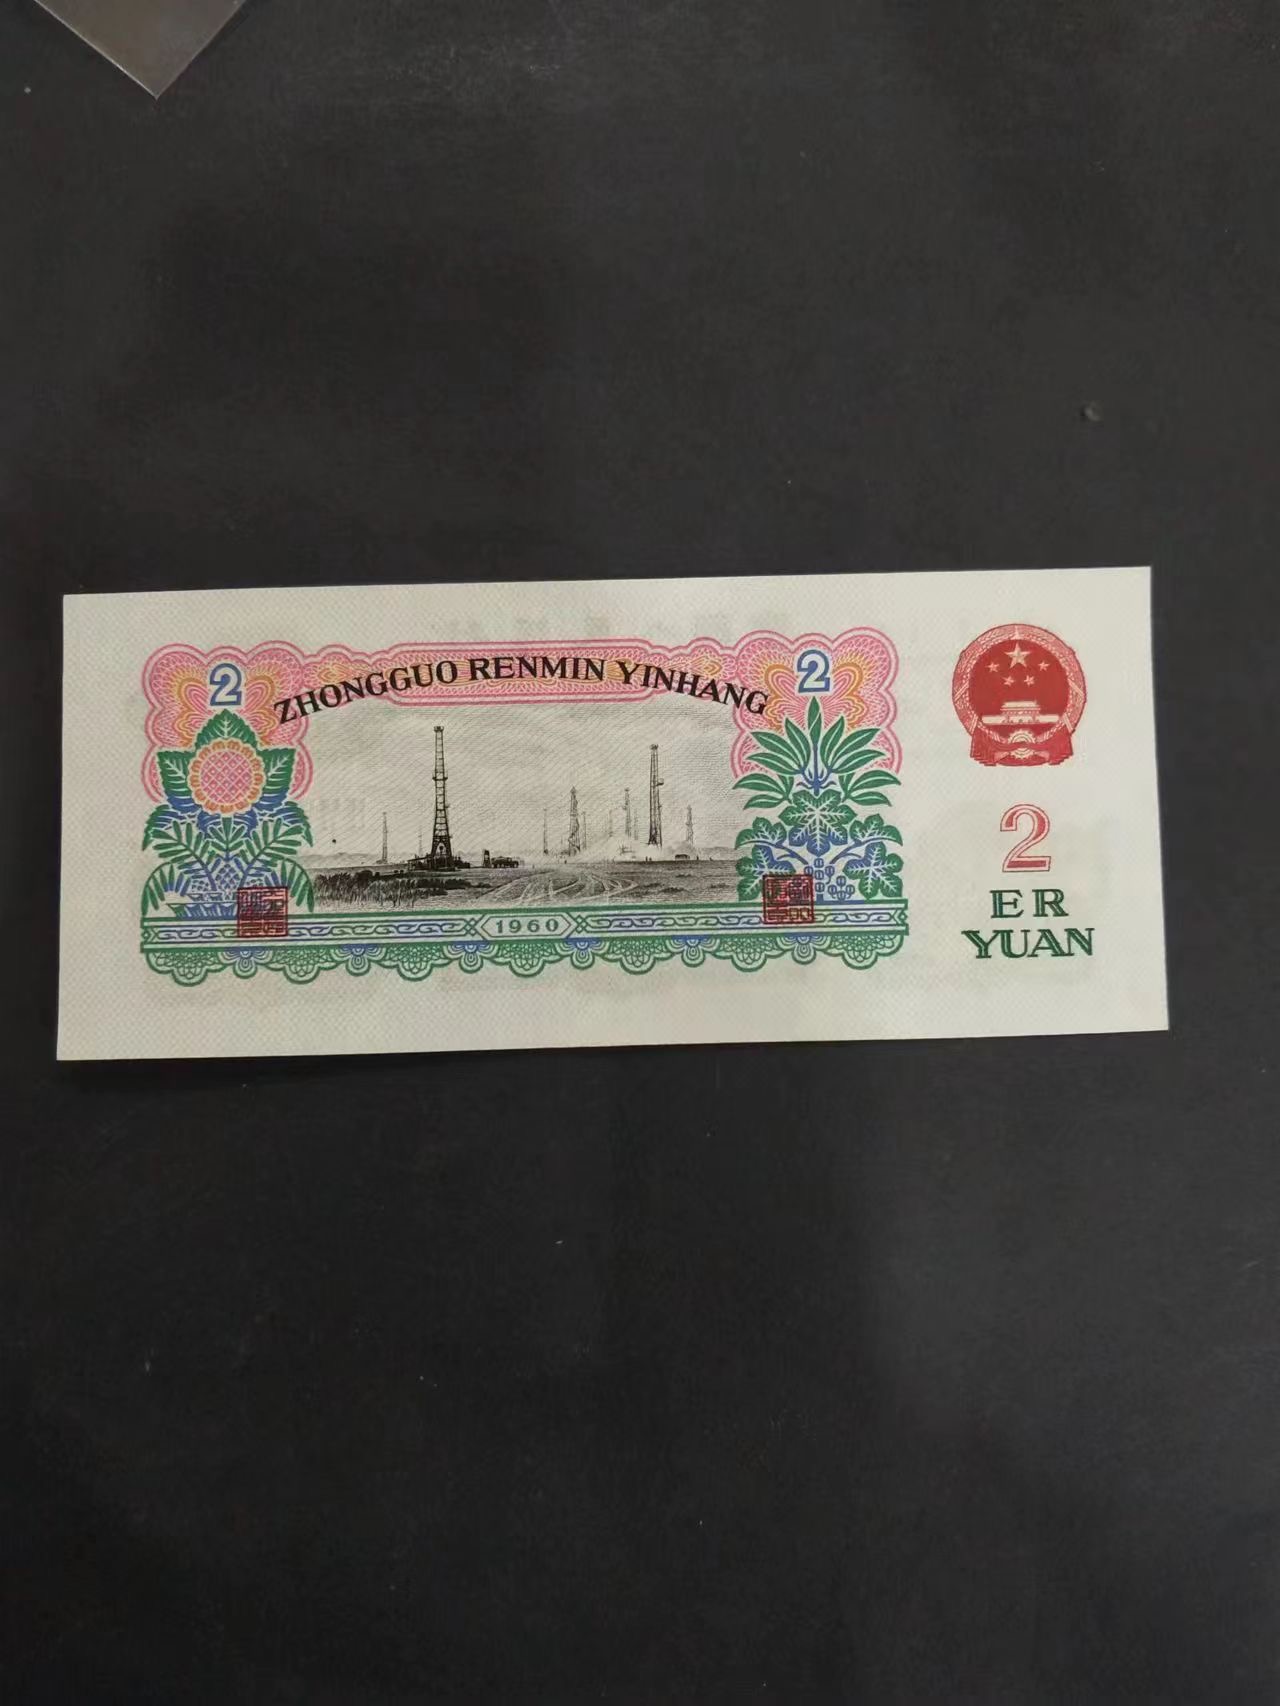 ZHONGGUO RENMIN YINHANG
2
2
1960
2
ER
YUAN